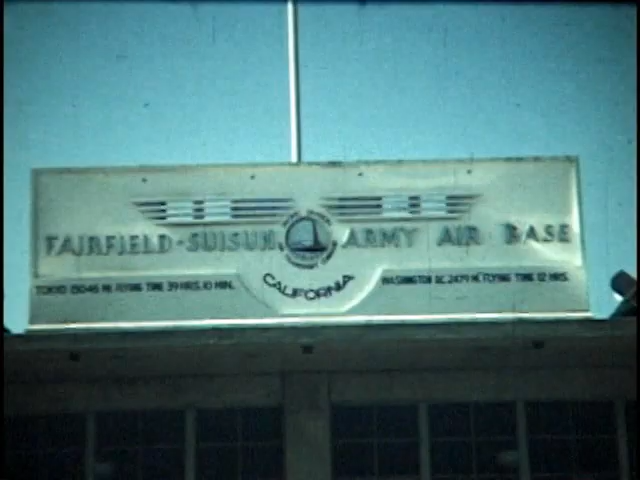 FAIRFIELD-SUISUN ARMY AIR BASE
TOKYO 15046 MI. FLYING TIME 39 HRS. 10 MIN.
CALIFORNIA
WASHINGTON D.C. 2479 MI. FLYING TIME 12 HRS.